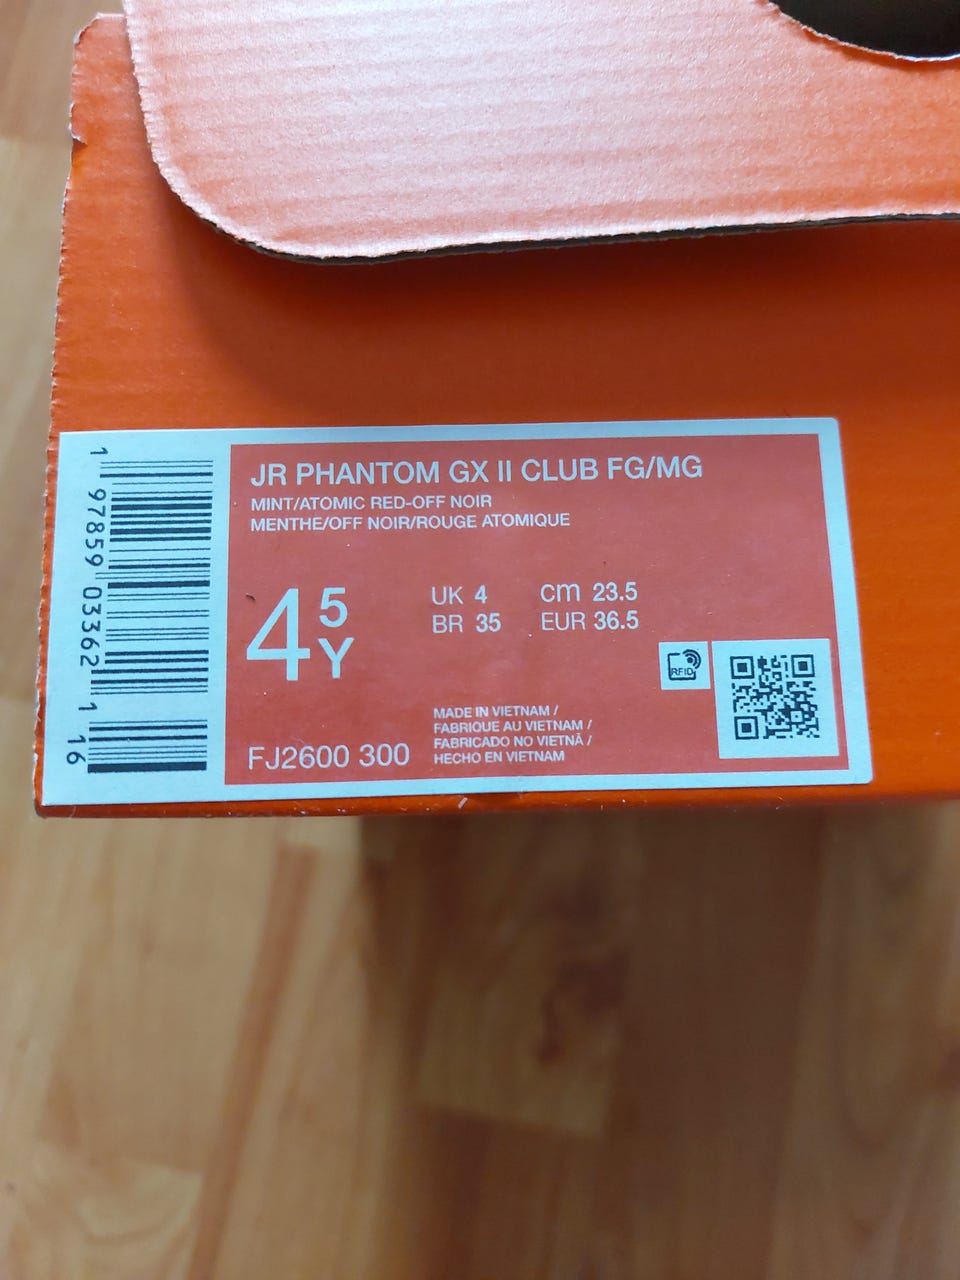 JR PHANTOM GX II CLUB FG/MG
MINT/ATOMIC RED-OFF NOIR
MENTHE/OFF NOIR/ROUGE ATOMIQUE
4 5Y
UK 4 cm 23.5
BR 35 EUR 36.5
RFID
MADE IN VIETNAM /
FABRIQUE AU VIETNAM /
FABRICADO NO VIETNÃ /
HECHO EN VIETNAM
FJ2600 300
1 97859 03362 1 16